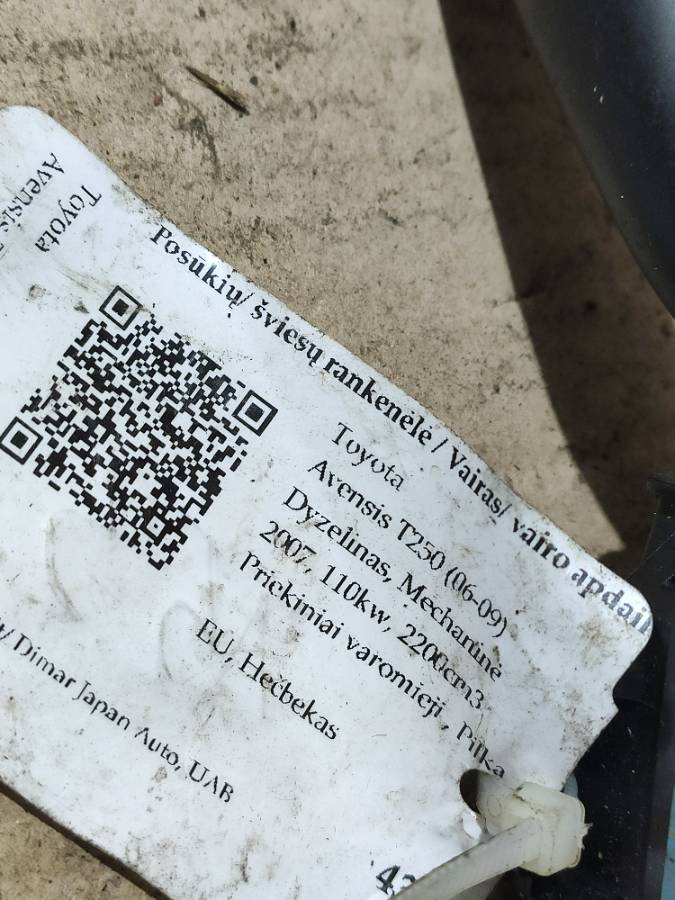 Toyota
Avensis
Posūkių/ šviesų rankenėlė / Vairas/ vairo apdail
Toyota
Avensis T250 (06-09)
Dyzelinas, Mechaninė
2007, 110kw, 2200cm3
Priekiniai varomieji , Pilka
EU, Hečbekas
Dimar Japan Auto, UAB